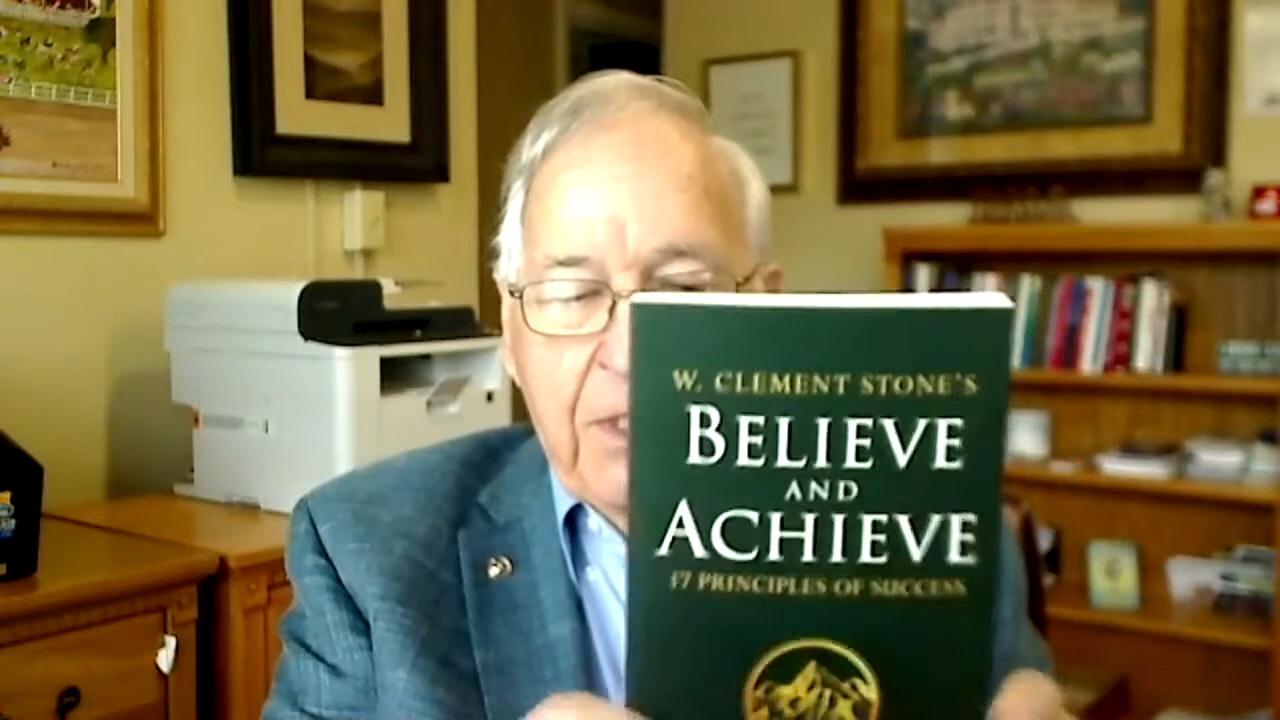 W. CLEMENT STONE'S
BELIEVE
AND
ACHIEVE
17 PRINCIPLES OF SUCCESS